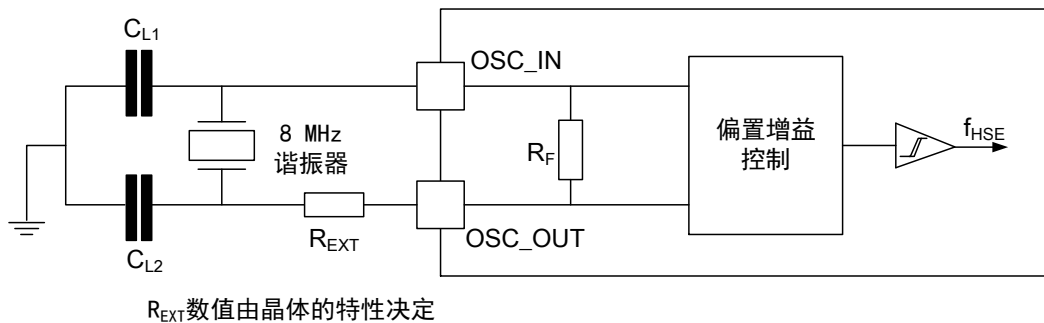 CL1
OSC_IN
8 MHz
谐振器
RF
偏置增益
控制
fHSE
REXT
OSC_OUT
CL2
REXT数值由晶体的特性决定